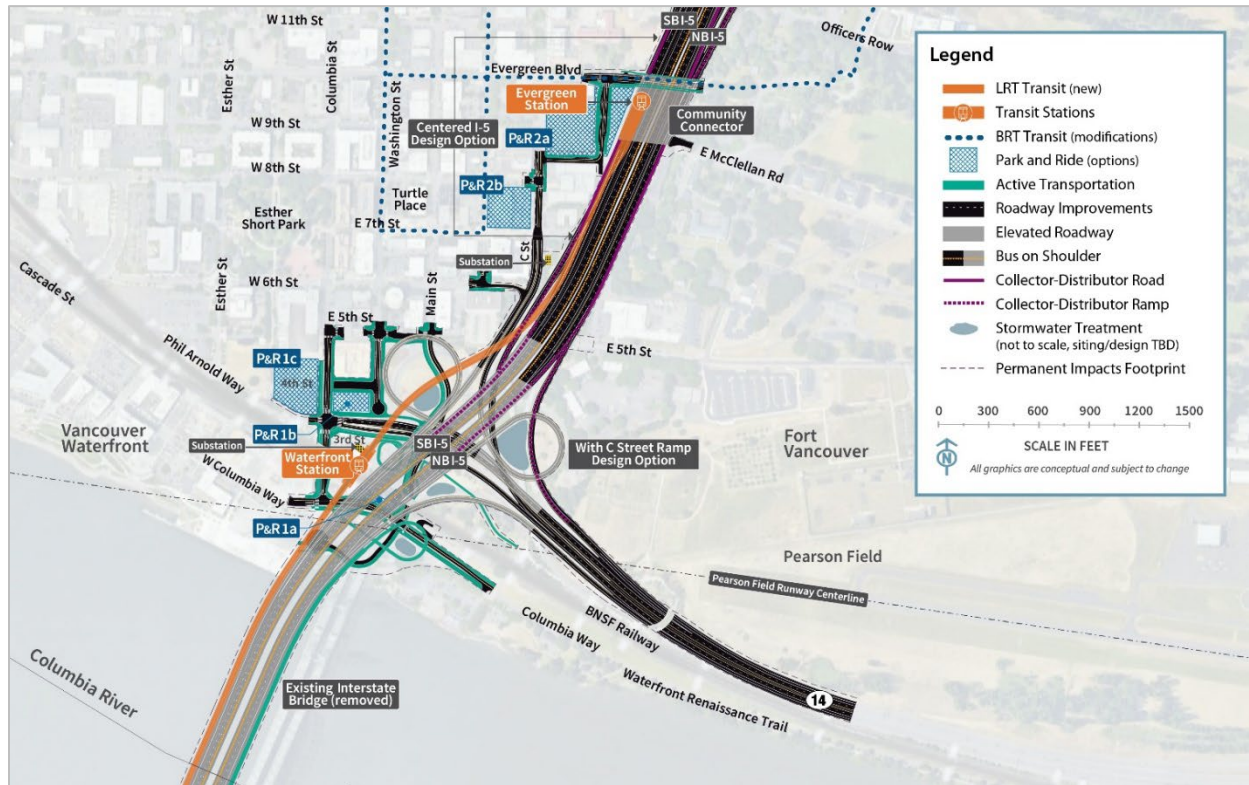 W 11th St
SBI-5
NBI-5
Officers Row
Esther St
Columbia St
Washington St
Evergreen Blvd
Evergreen
Station
Community
Connector
W 9th St
Centered I-5
Design Option
P&R2a
E McClellan Rd
W 8th St
P&R2b
Turtle
Place
Esther
Short Park
E 7th St
C St
Substation
Cascade St
Esther St
W 6th St
Main St
E 5th St
E 5th St
Phil Arnold Way
P&R1c
4th St
Vancouver
Waterfront
P&R1b
3rd St
Substation
Waterfront
Station
SBI-5
NBI-5
With C Street Ramp
Design Option
Fort
Vancouver
W Columbia Way
P&R1a
Pearson Field
Pearson Field Runway Centerline
BNSF Railway
Columbia Way
Waterfront Renaissance Trail
14
Columbia River
Existing Interstate
Bridge (removed)
Legend
LRT Transit (new)
Transit Stations
BRT Transit (modifications)
Park and Ride (options)
Active Transportation
Roadway Improvements
Elevated Roadway
Bus on Shoulder
Collector-Distributor Road
Collector-Distributor Ramp
Stormwater Treatment
(not to scale, siting/design TBD)
Permanent Impacts Footprint
0 300 600 900 1200 1500
SCALE IN FEET
N
All graphics are conceptual and subject to change